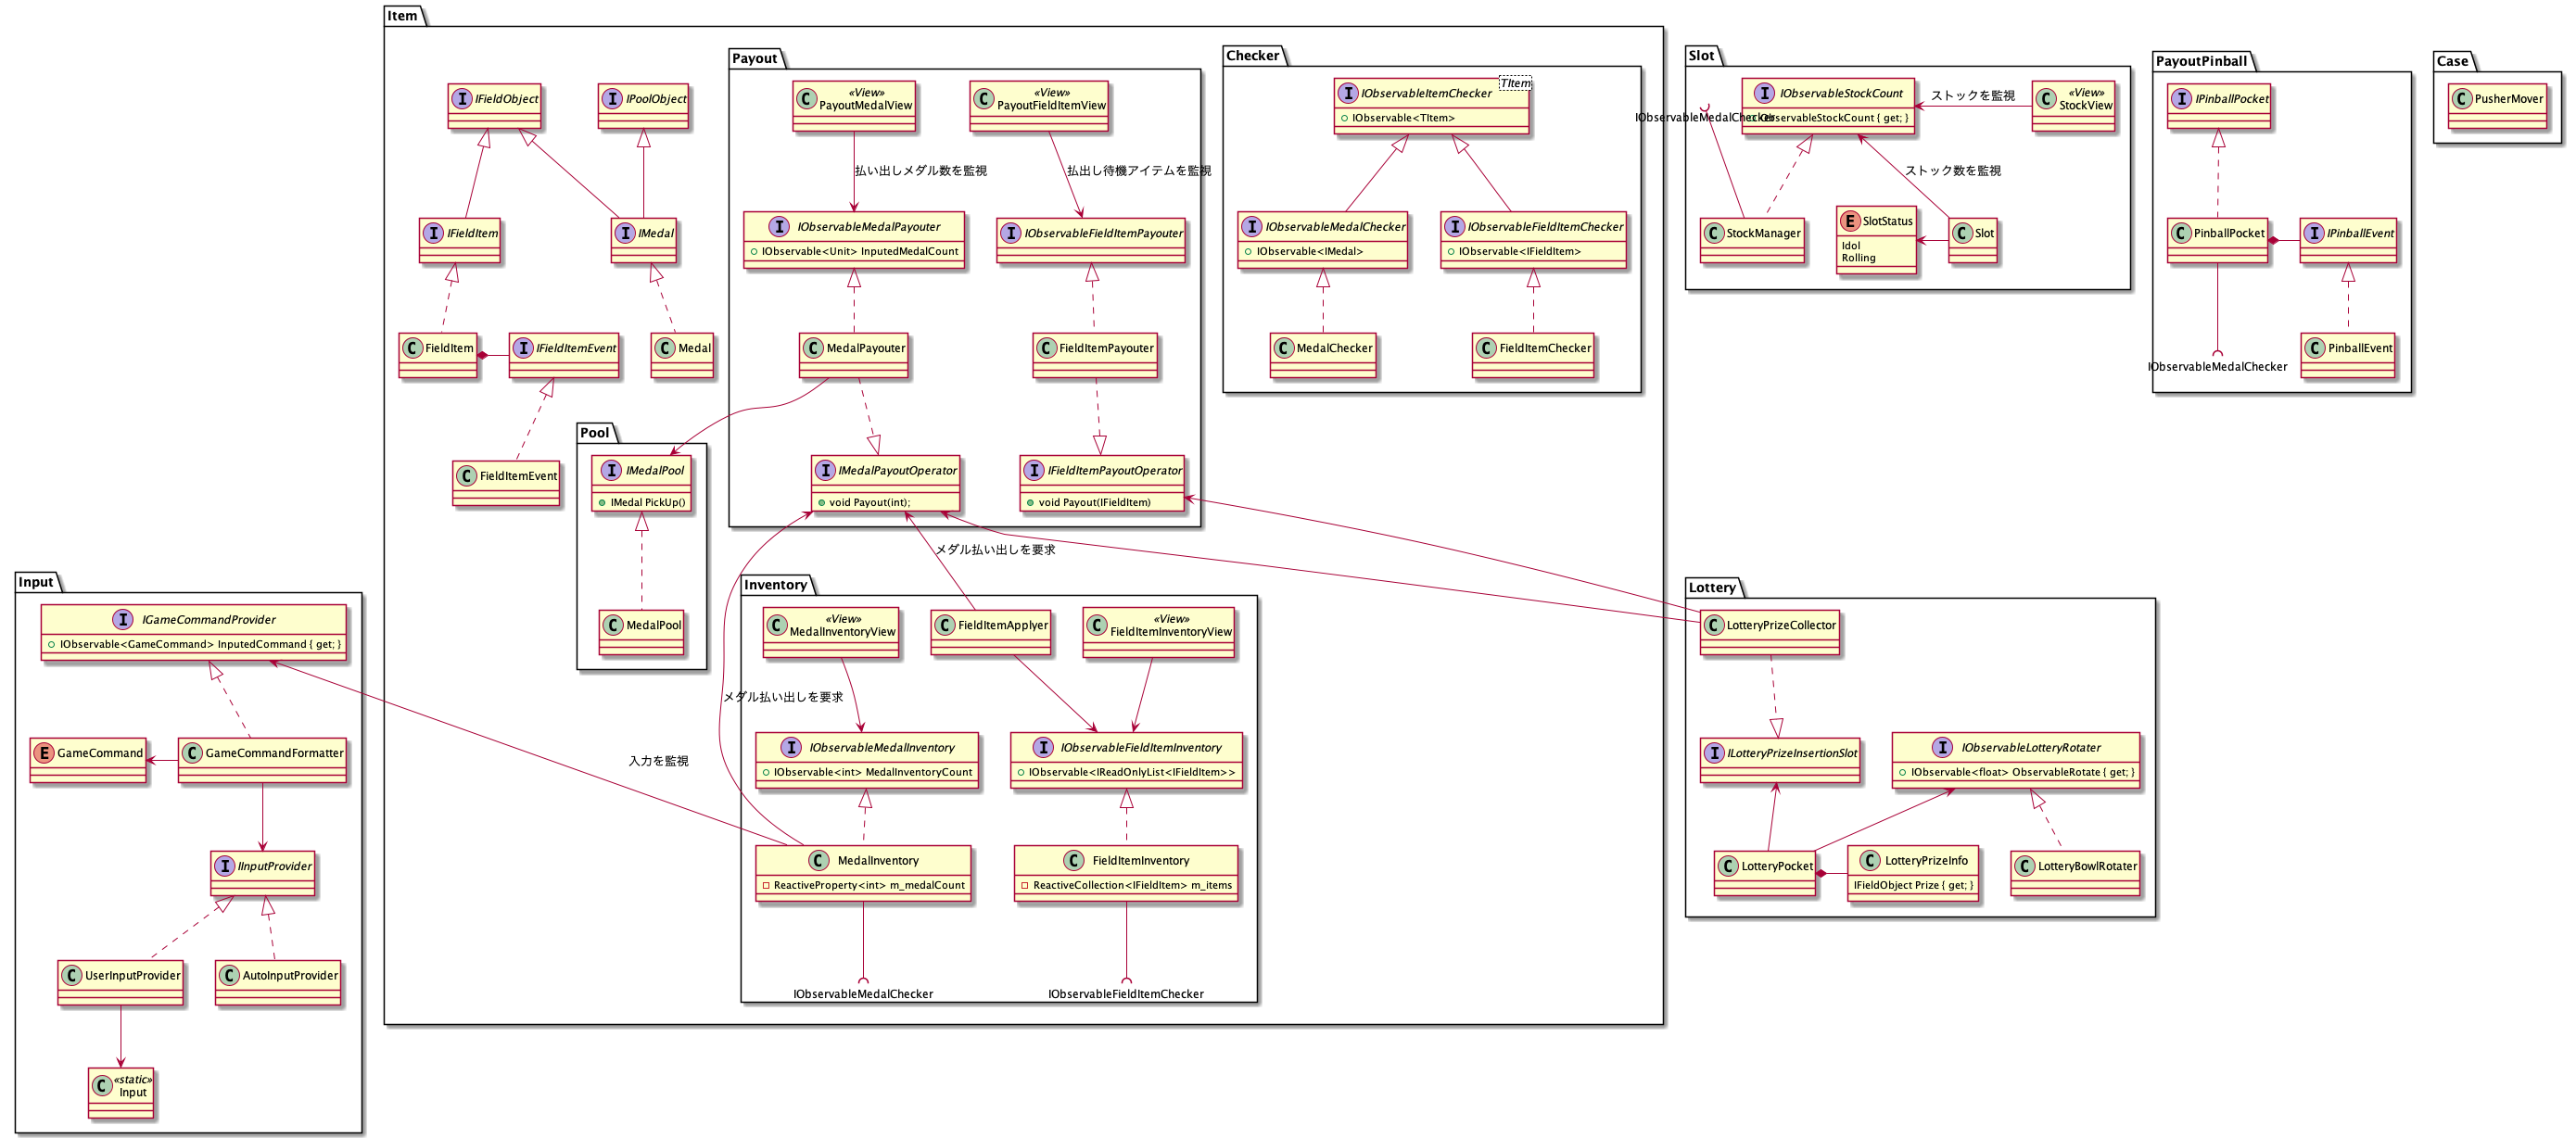 Item
IFieldObject
IPoolObject
IFieldItem
IMedal
FieldItem
IFieldItemEvent
Medal
FieldItemEvent
Payout
«View»
PayoutMedalView
«View»
PayoutFieldItemView
払い出しメダル数を監視
払出し待機アイテムを監視
IObservableMedalPayouter
IObservable<Unit> InputedMedalCount
IObservableFieldItemPayouter
MedalPayouter
FieldItemPayouter
IMedalPayoutOperator
void Payout(int);
IFieldItemPayoutOperator
void Payout(IFieldItem)
Checker
IObservableItemChecker
TItem
IObservable<TItem>
IObservableMedalChecker
IObservable<IMedal>
IObservableFieldItemChecker
IObservable<IFieldItem>
MedalChecker
FieldItemChecker
Pool
IMedalPool
IMedal PickUp()
MedalPool
メダル払い出しを要求
Inventory
«View»
MedalInventoryView
FieldItemApplyer
«View»
FieldItemInventoryView
メダル払い出しを要求
IObservableMedalInventory
IObservable<int> MedalInventoryCount
IObservableFieldItemInventory
IObservable<IReadOnlyList<IFieldItem>>
MedalInventory
ReactiveProperty<int> m_medalCount
FieldItemInventory
ReactiveCollection<IFieldItem> m_items
IObservableMedalChecker
IObservableFieldItemChecker
Slot
IObservableStockCount
ObservableStockCount { get; }
ストックを監視
«View»
StockView
IObservableMedalChecker
ストック数を監視
StockManager
SlotStatus
Idol
Rolling
Slot
PayoutPinball
IPinballPocket
PinballPocket
IPinballEvent
PinballEvent
IObservableMedalChecker
Case
PusherMover
Input
IGameCommandProvider
IObservable<GameCommand> InputedCommand { get; }
入力を監視
GameCommand
GameCommandFormatter
IInputProvider
UserInputProvider
AutoInputProvider
«static»
Input
Lottery
LotteryPrizeCollector
ILotteryPrizeInsertionSlot
IObservableLotteryRotater
IObservable<float> ObservableRotate { get; }
LotteryPocket
LotteryPrizeInfo
IFieldObject Prize { get; }
LotteryBowlRotater